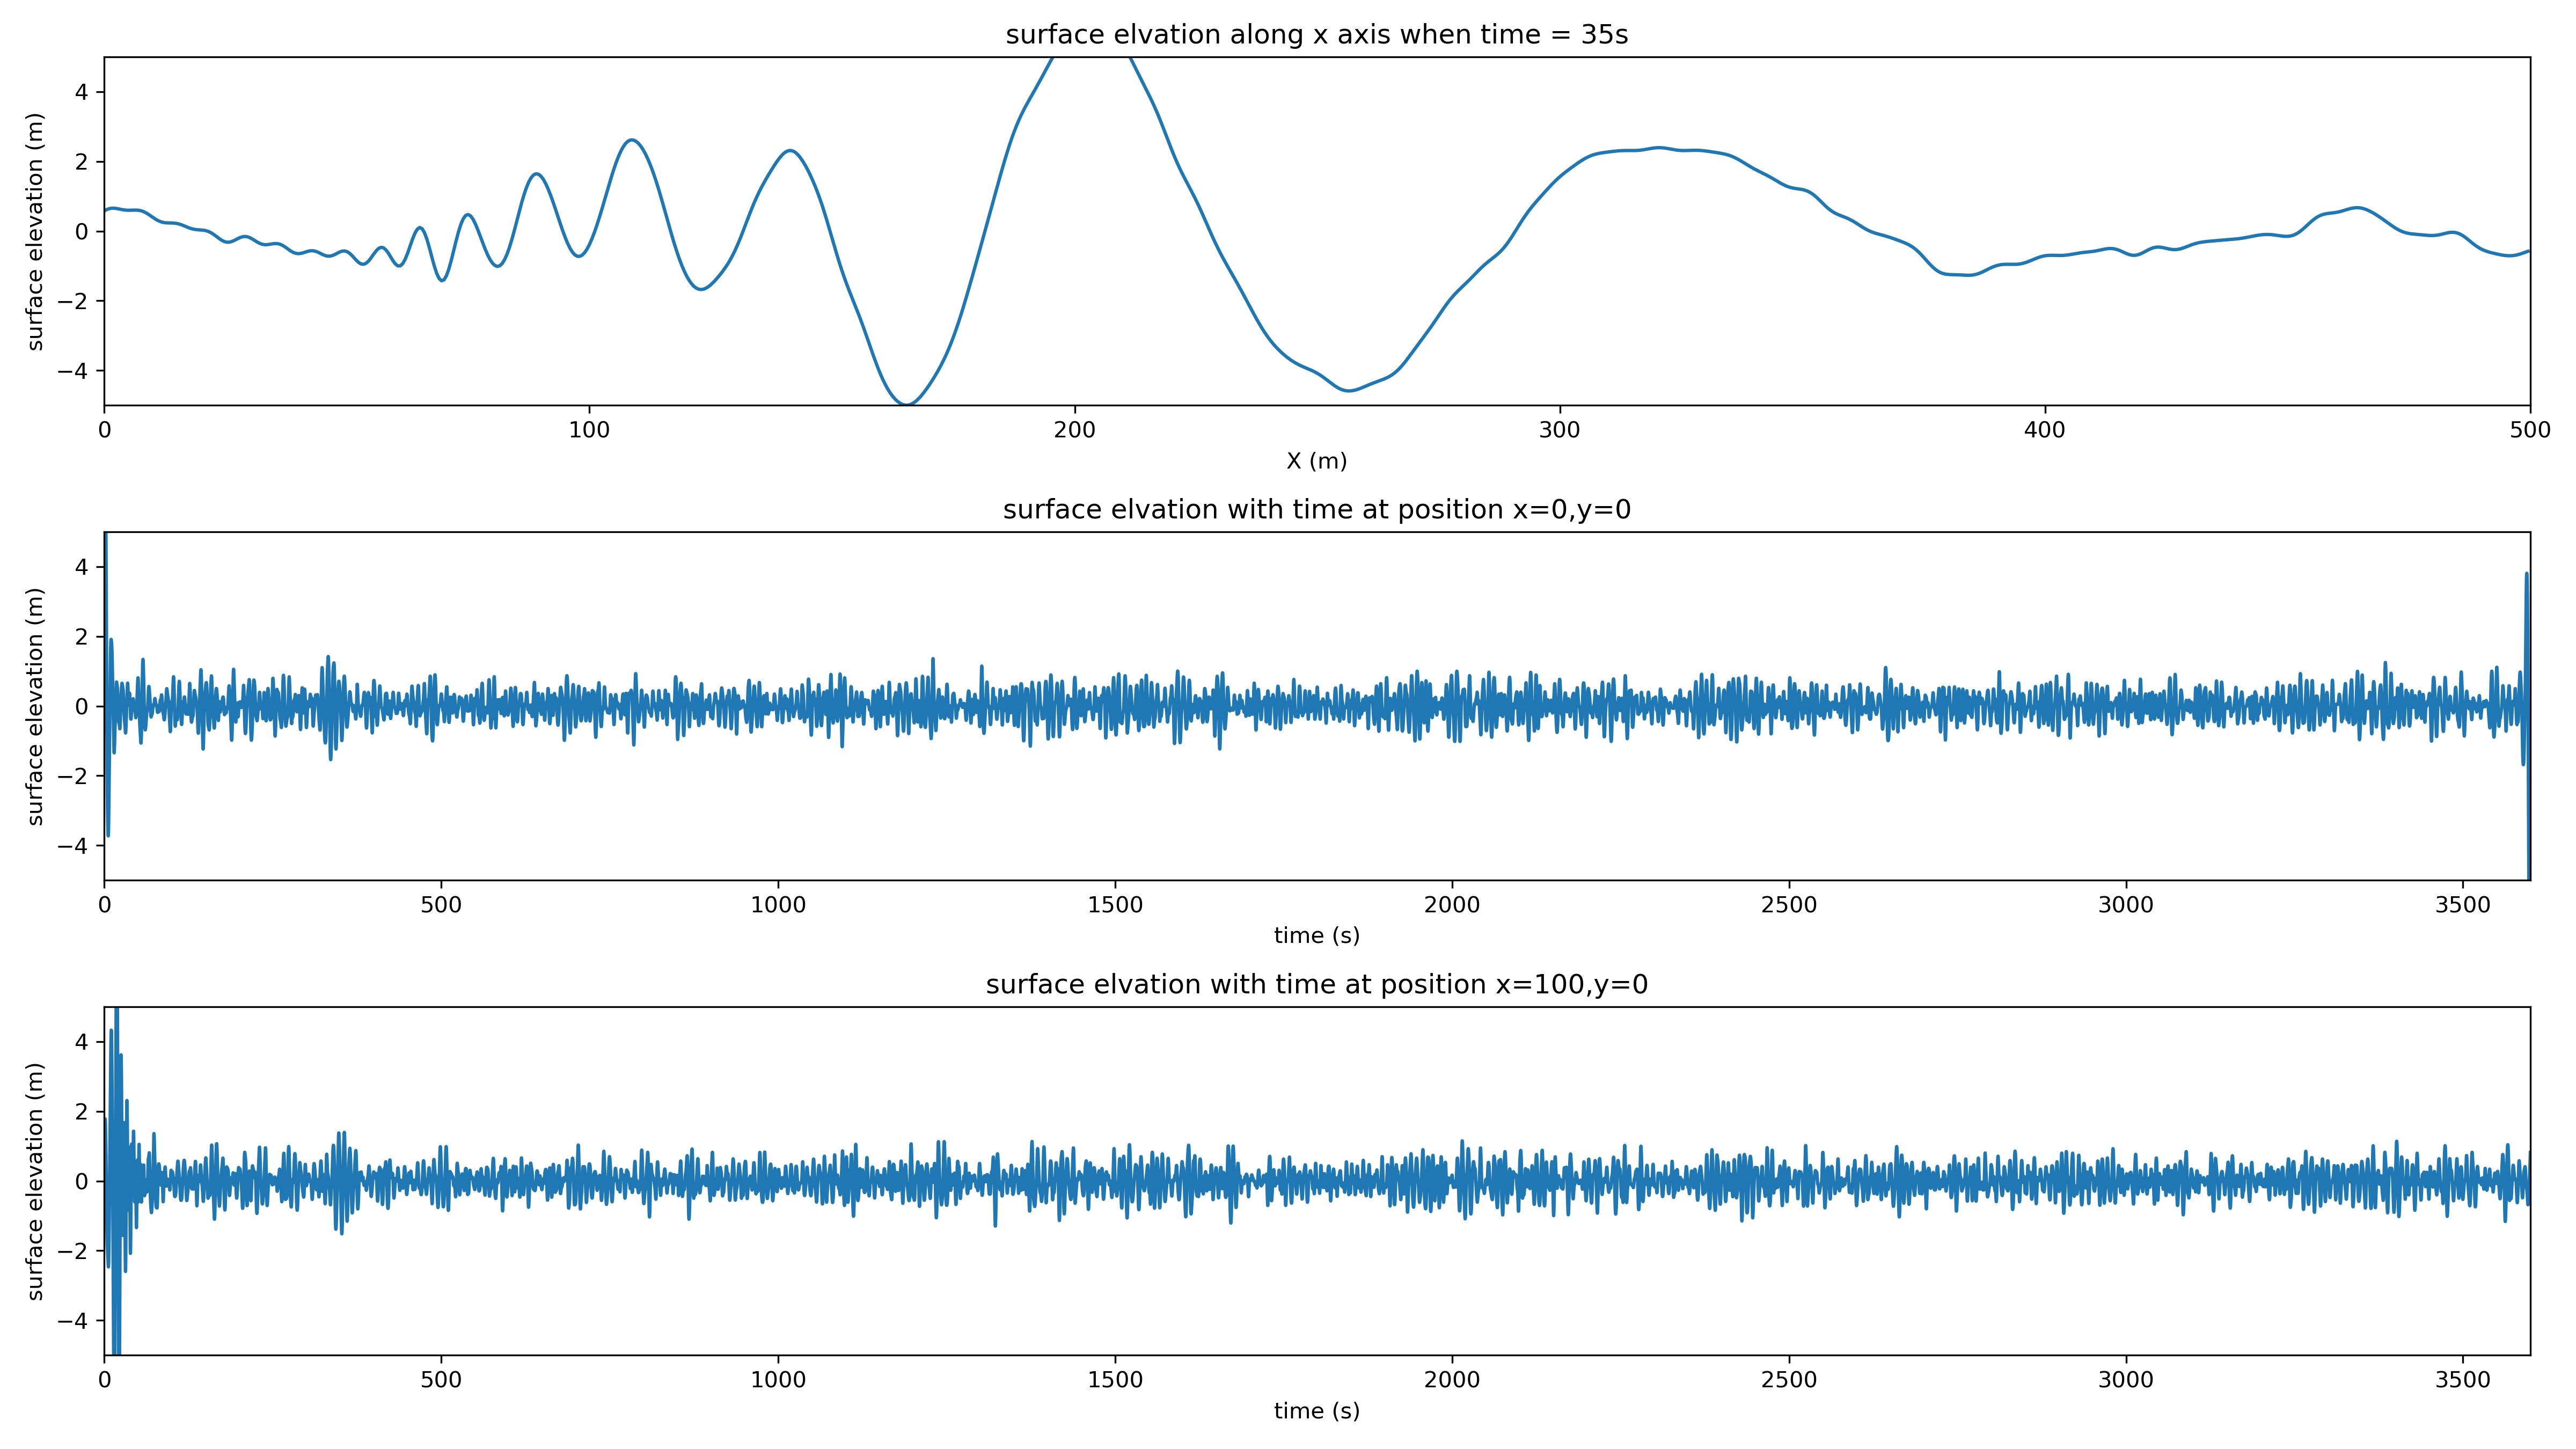 surface elvation along x axis when time = 35s
surface elevation (m)
4
2
0
−2
−4
0 100 200 300 400 500
X (m)
surface elvation with time at position x=0,y=0
surface elevation (m)
4
2
0
−2
−4
0 500 1000 1500 2000 2500 3000 3500
time (s)
surface elvation with time at position x=100,y=0
surface elevation (m)
4
2
0
−2
−4
0 500 1000 1500 2000 2500 3000 3500
time (s)